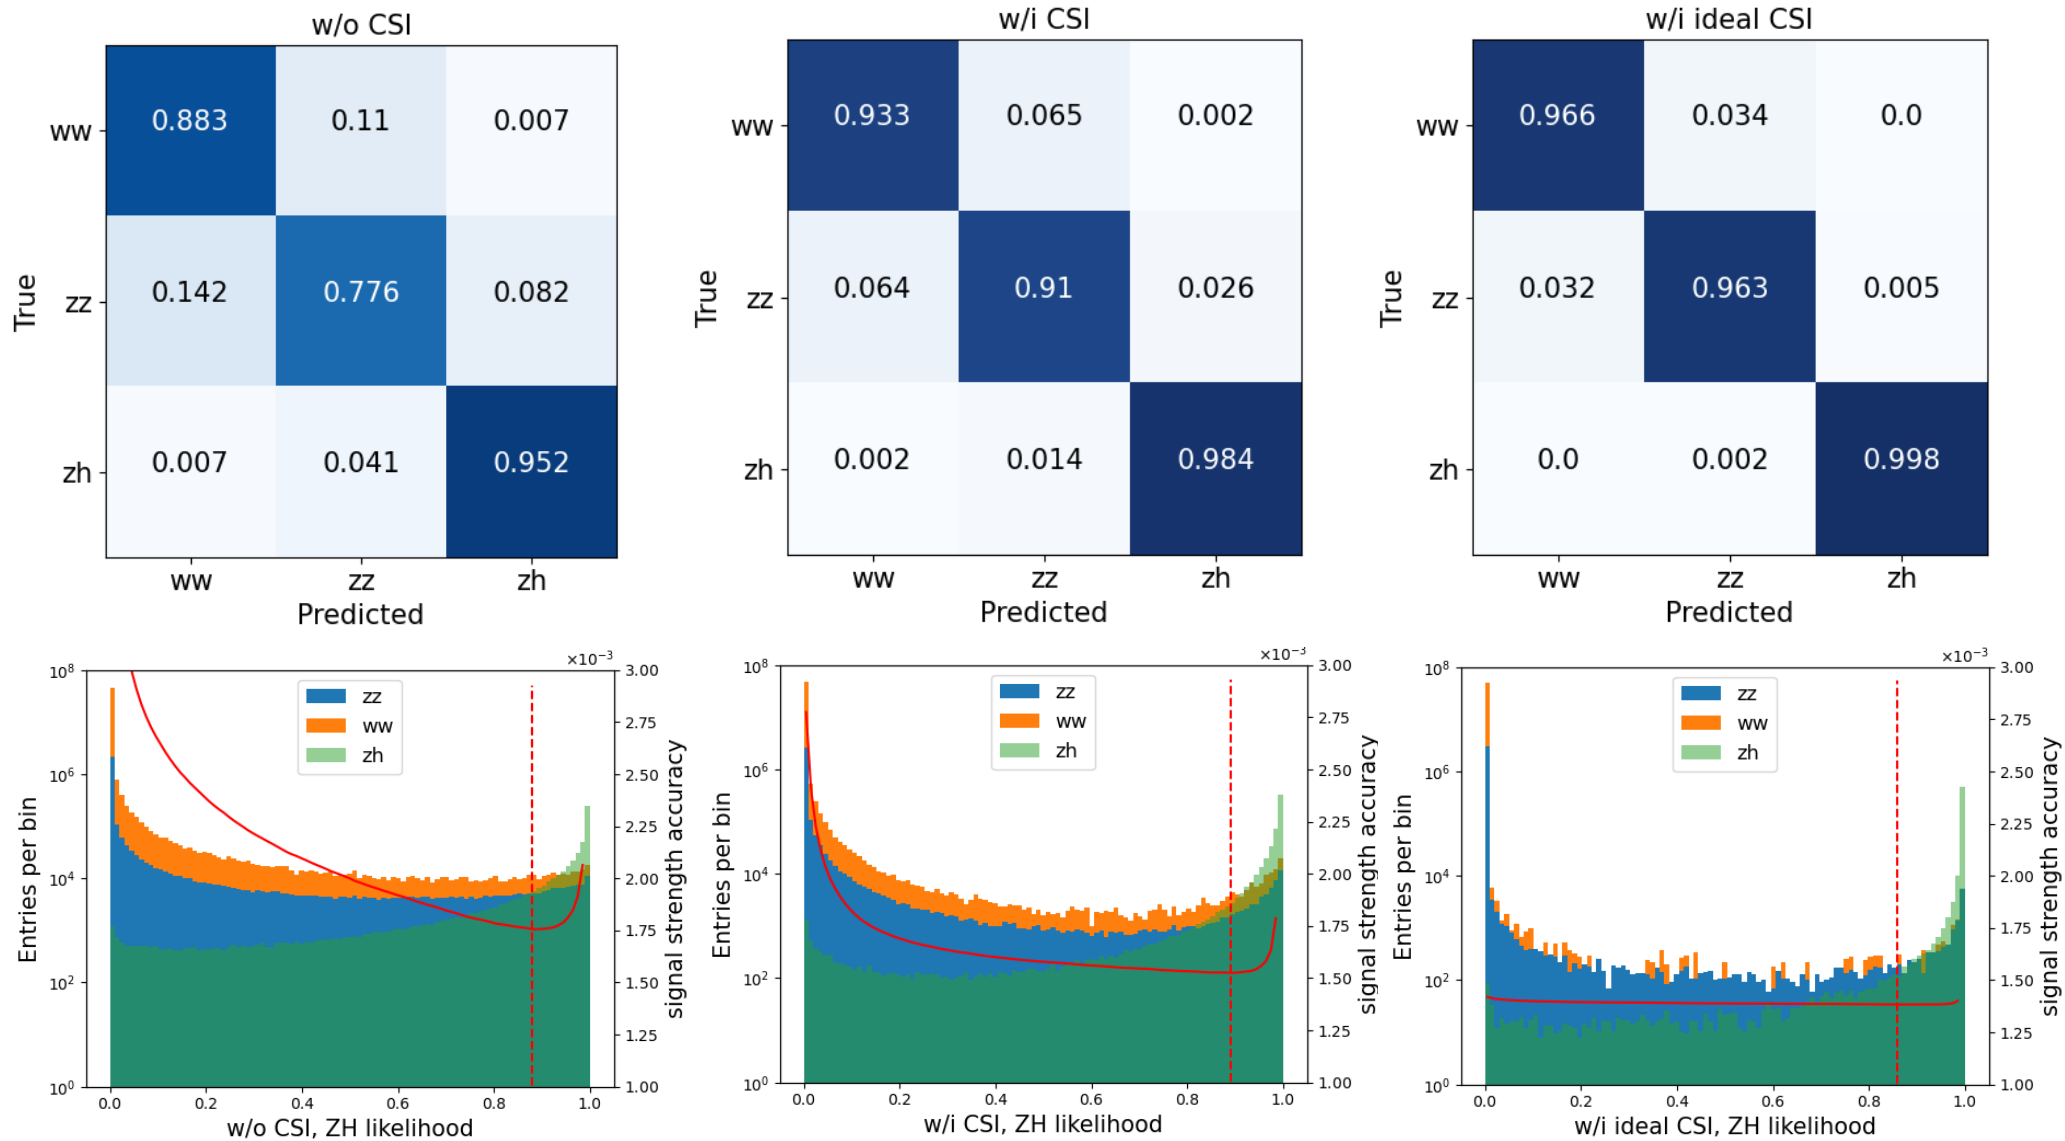 w/o CSI
ww
0.883 0.11 0.007
zz
0.142 0.776 0.082
zh
0.007 0.041 0.952
True
ww zz zh
Predicted
w/i CSI
ww
0.933 0.065 0.002
zz
0.064 0.91 0.026
zh
0.002 0.014 0.984
True
ww zz zh
Predicted
w/i ideal CSI
ww
0.966 0.034 0.0
zz
0.032 0.963 0.005
zh
0.0 0.002 0.998
True
ww zz zh
Predicted
×10⁻³
10⁸
10⁶
10⁴
10²
10⁰
Entries per bin
zz
ww
zh
3.00
2.75
2.50
2.25
2.00
1.75
1.50
1.25
1.00
signal strength accuracy
0.0 0.2 0.4 0.6 0.8 1.0
w/o CSI, ZH likelihood
×10⁻³
10⁸
10⁶
10⁴
10²
10⁰
Entries per bin
zz
ww
zh
3.00
2.75
2.50
2.25
2.00
1.75
1.50
1.25
1.00
signal strength accuracy
0.0 0.2 0.4 0.6 0.8 1.0
w/i CSI, ZH likelihood
×10⁻³
10⁸
10⁶
10⁴
10²
10⁰
Entries per bin
zz
ww
zh
3.00
2.75
2.50
2.25
2.00
1.75
1.50
1.25
1.00
signal strength accuracy
0.0 0.2 0.4 0.6 0.8 1.0
w/i ideal CSI, ZH likelihood